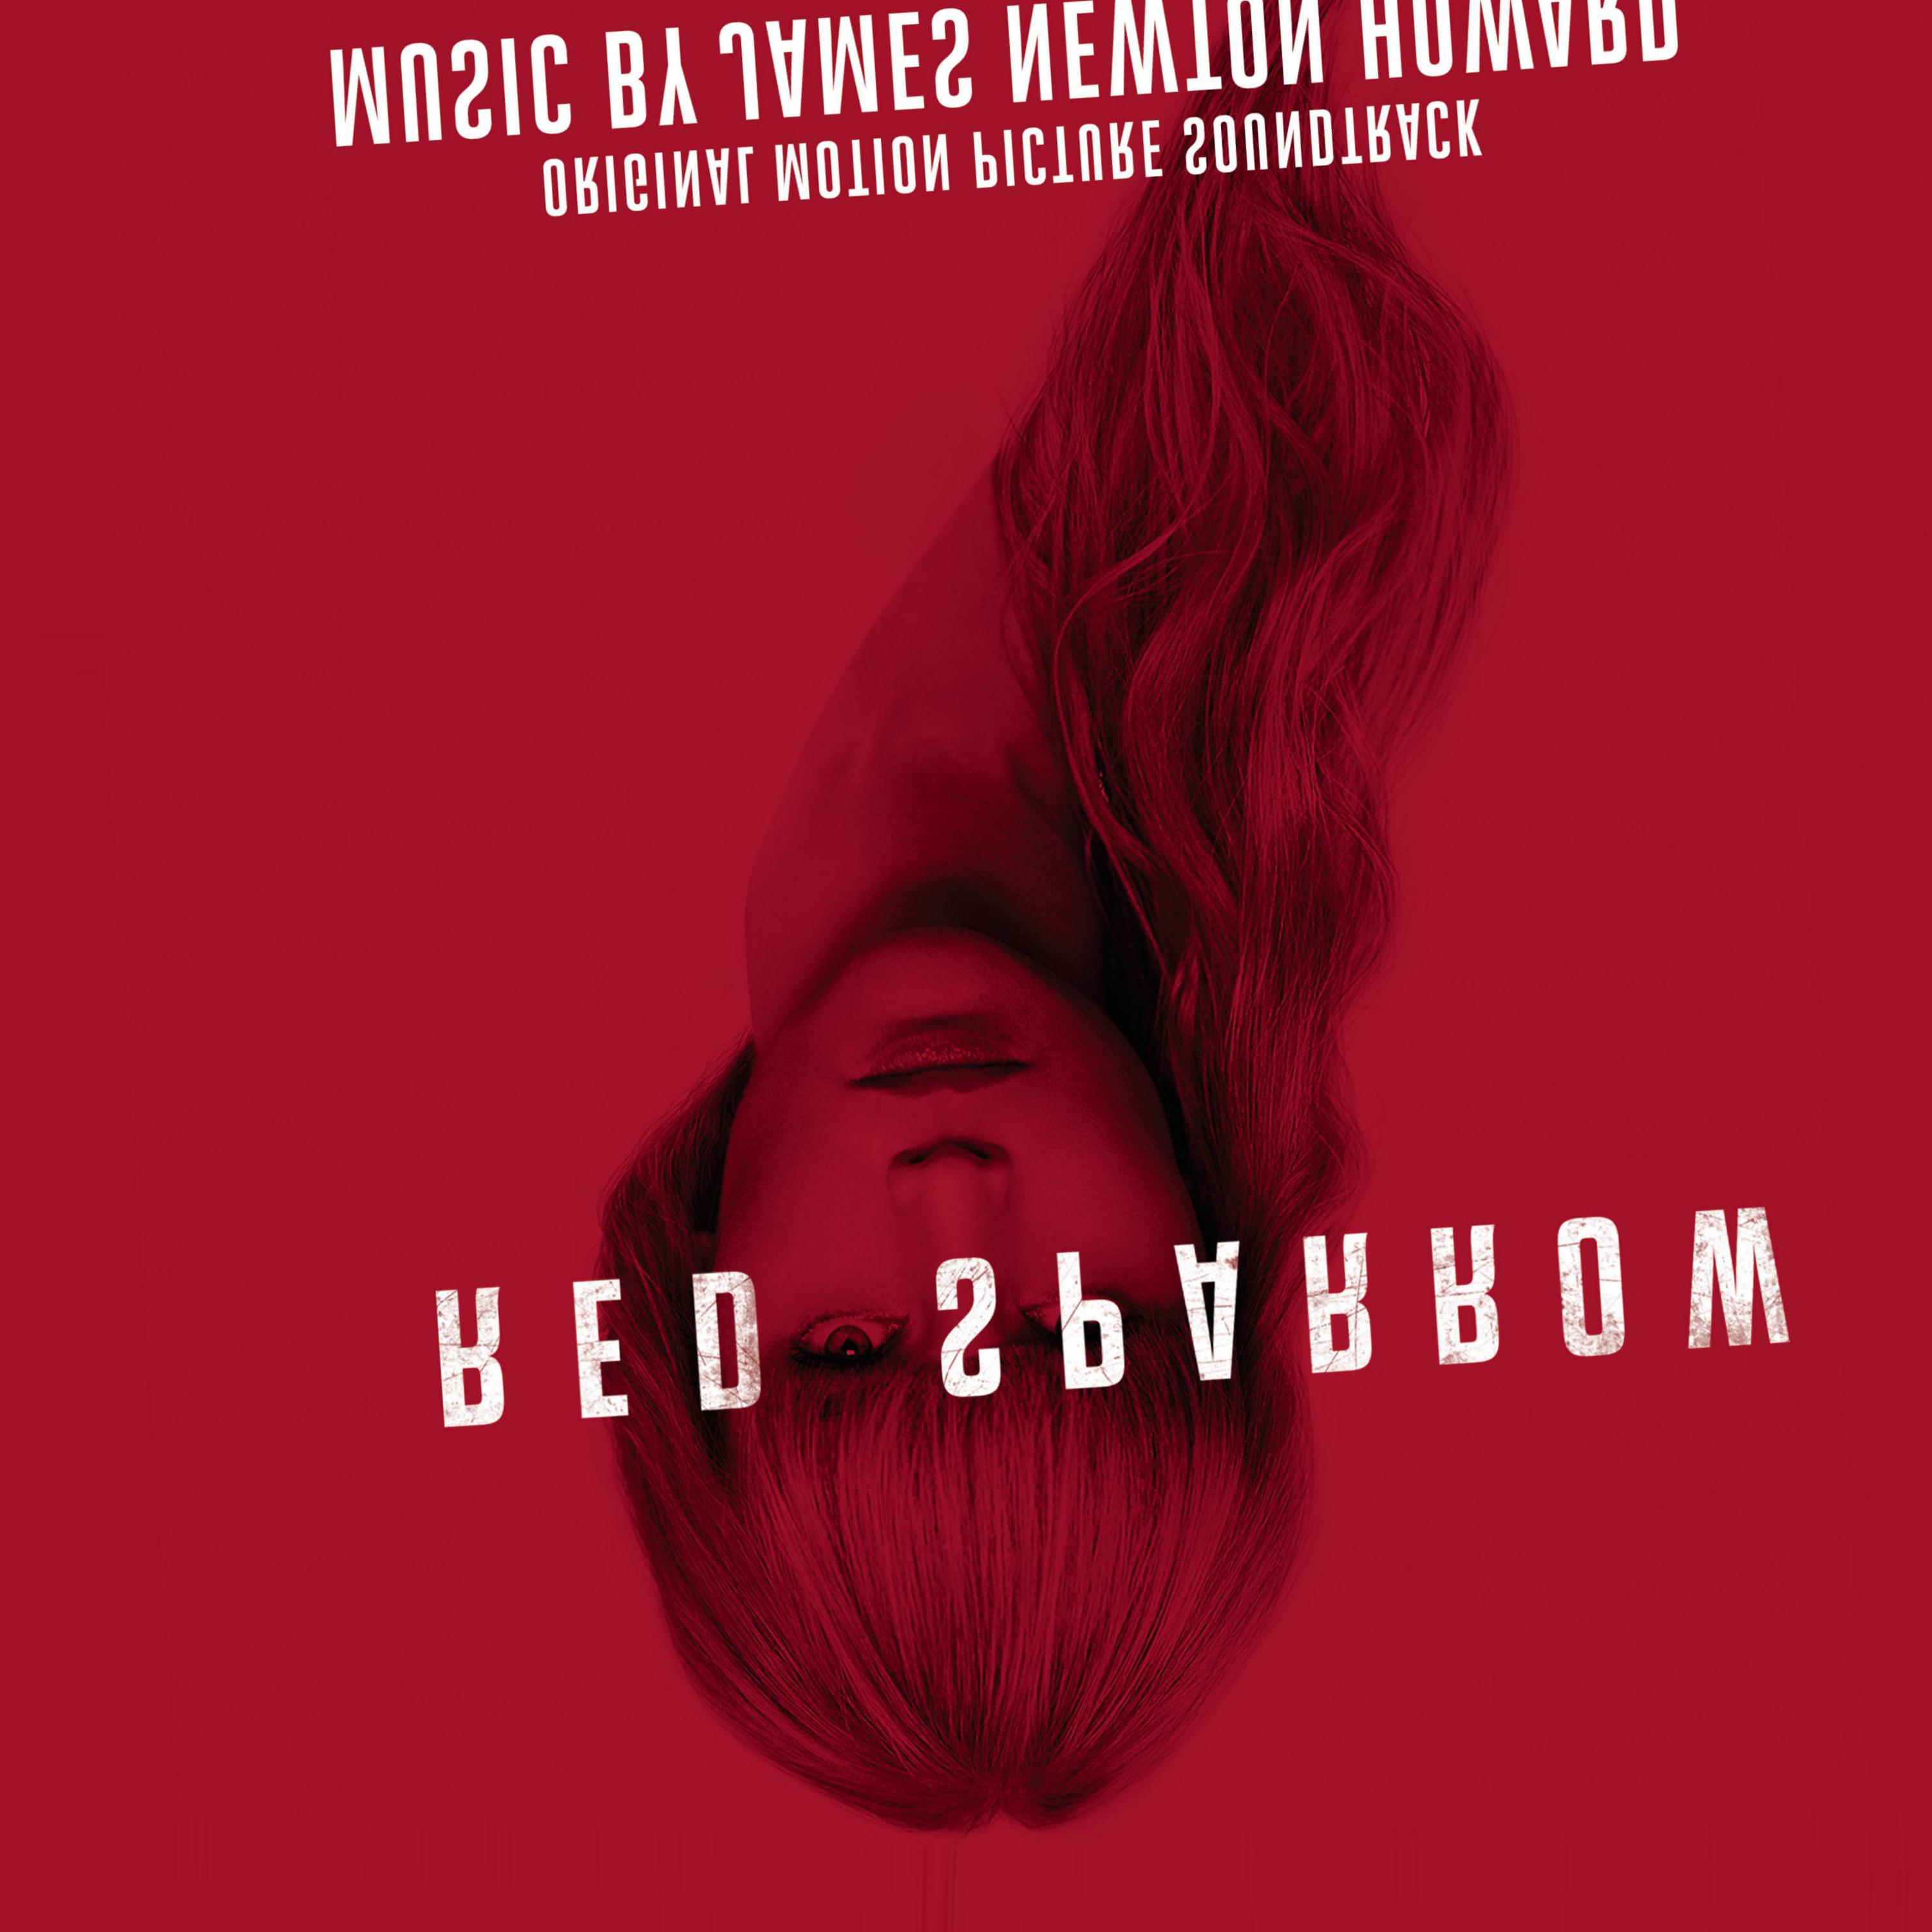 RED SPARROW
ORIGINAL MOTION PICTURE SOUNDTRACK
MUSIC BY JAMES NEWTON HOWARD